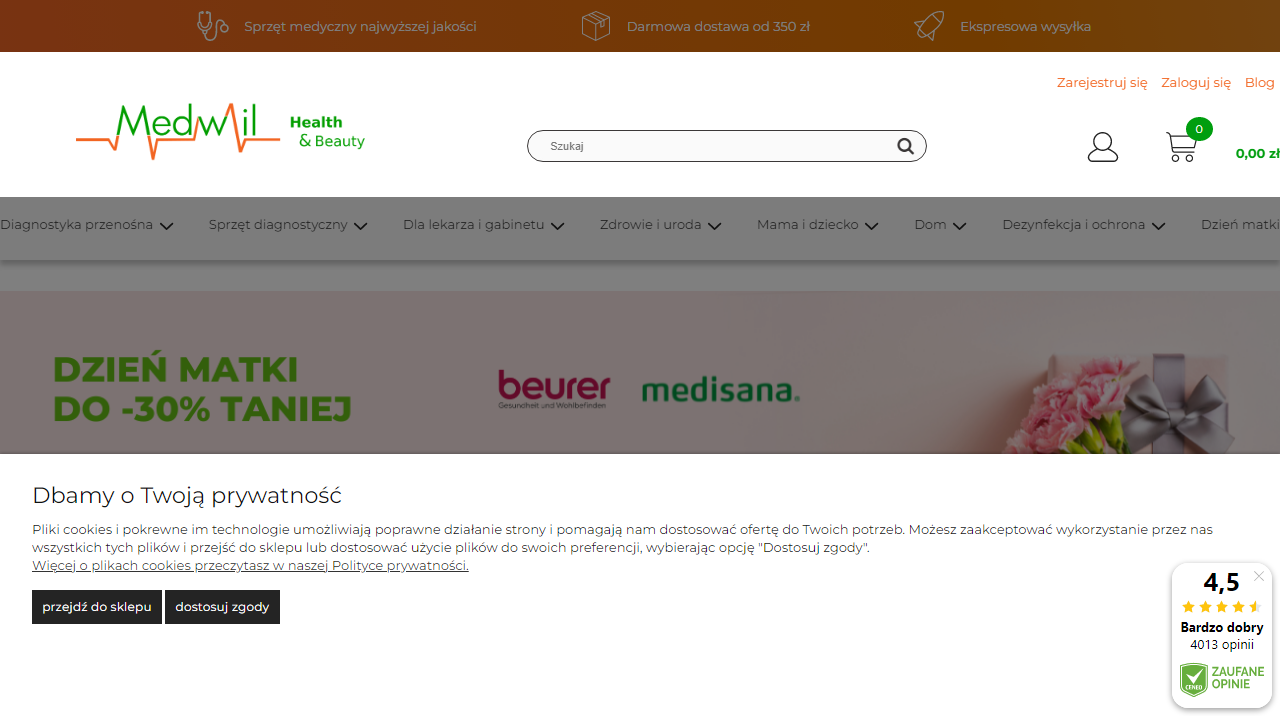 Sprzęt medyczny najwyższej jakości
Darmowa dostawa od 350 zł
Ekspresowa wysyłka
Zarejestruj się
Zaloguj się
Blog
Medwil Health
& Beauty
Szukaj
0
0,00 zł
Diagnostyka przenośna
Sprzęt diagnostyczny
Dla lekarza i gabinetu
Zdrowie i uroda
Mama i dziecko
Dom
Dezynfekcja i ochrona
Dzień matki
DZIEŃ MATKI
DO -30% TANIEJ
beurer
Gesundheit und Wohlbefinden
medisana®
Dbamy o Twoją prywatność
Pliki cookies i pokrewne im technologie umożliwiają poprawne działanie strony i pomagają nam dostosować ofertę do Twoich potrzeb. Możesz zaakceptować wykorzystanie przez nas
wszystkich tych plików i przejść do sklepu lub dostosować użycie plików do swoich preferencji, wybierając opcję "Dostosuj zgody".
Więcej o plikach cookies przeczytasz w naszej Polityce prywatności.
przejdź do sklepu
dostosuj zgody
4,5
Bardzo dobry
4013 opinii
CENEO
ZAUFANE
OPINIE